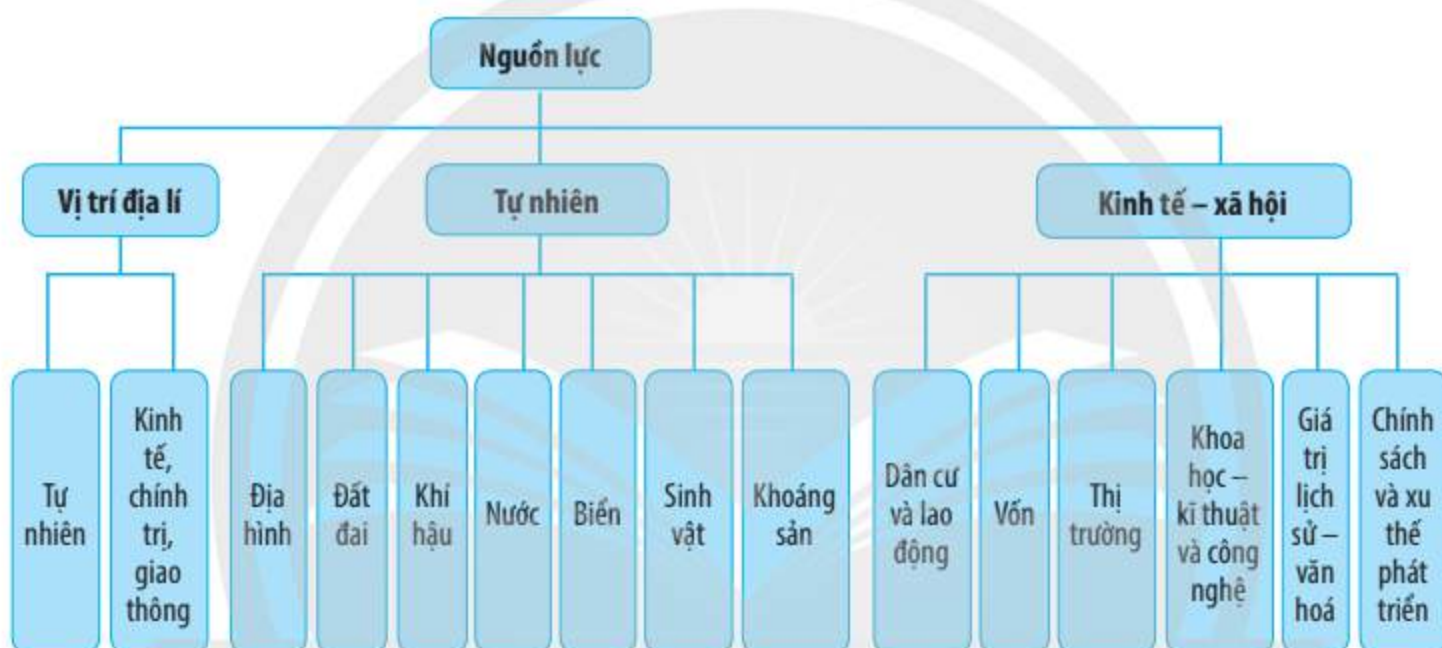 Nguồn lực
Vị trí địa lí
Tự nhiên
Kinh tế – xã hội
Tự
nhiên
Kinh
tế,
chính
trị,
giao
thông
Địa
hình
Đất
đai
Khí
hậu
Nước
Biển
Sinh
vật
Khoáng
sản
Dân cư
và lao
động
Vốn
Thị
trường
Khoa
học –
kĩ thuật
và công
nghệ
Giá
trị
lịch
sử –
văn
hoá
Chính
sách
và xu
thế
phát
triển